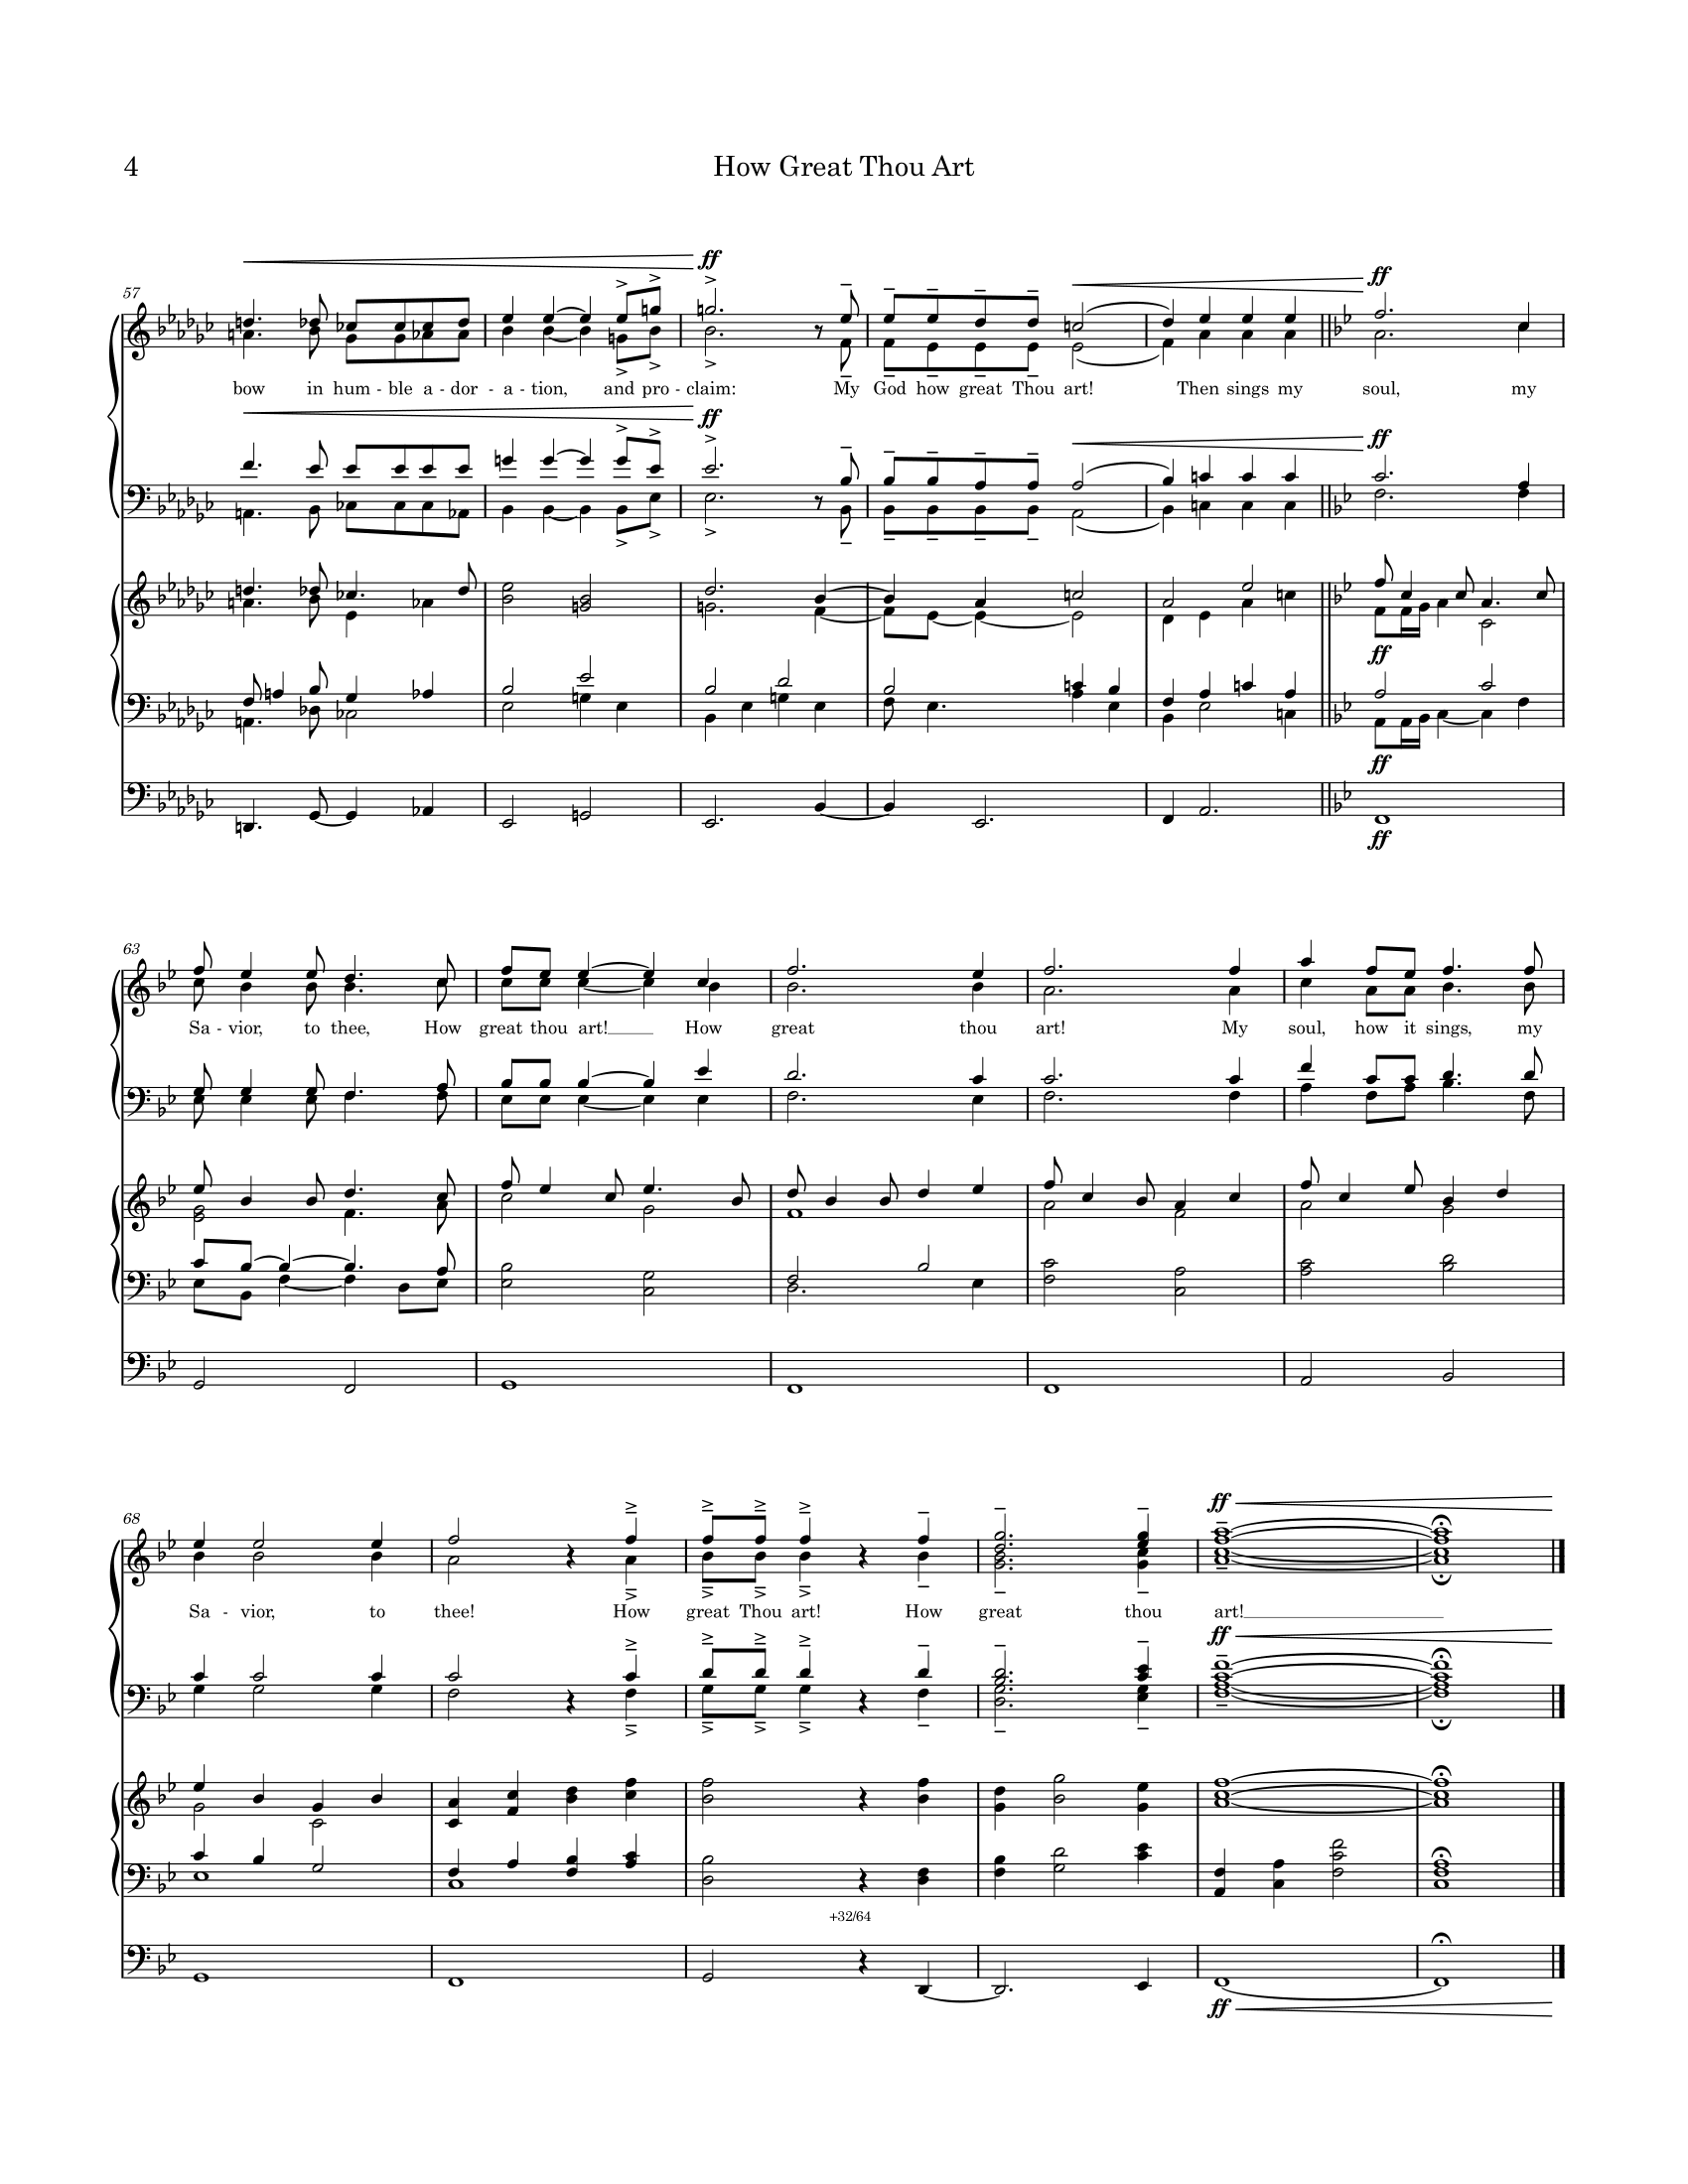 4
How Great Thou Art
57
ff
bow in hum - ble a - dor - a - tion, and pro - claim: My God how great Thou art! Then sings my soul, my
ff
ff
ff
ff
ff
ff
63
Sa - vior, to thee, How great thou art! How great thou art! My soul, how it sings, my
ff
68
Sa - vior, to thee! How great Thou art! How great thou art!
ff
+32/64
ff